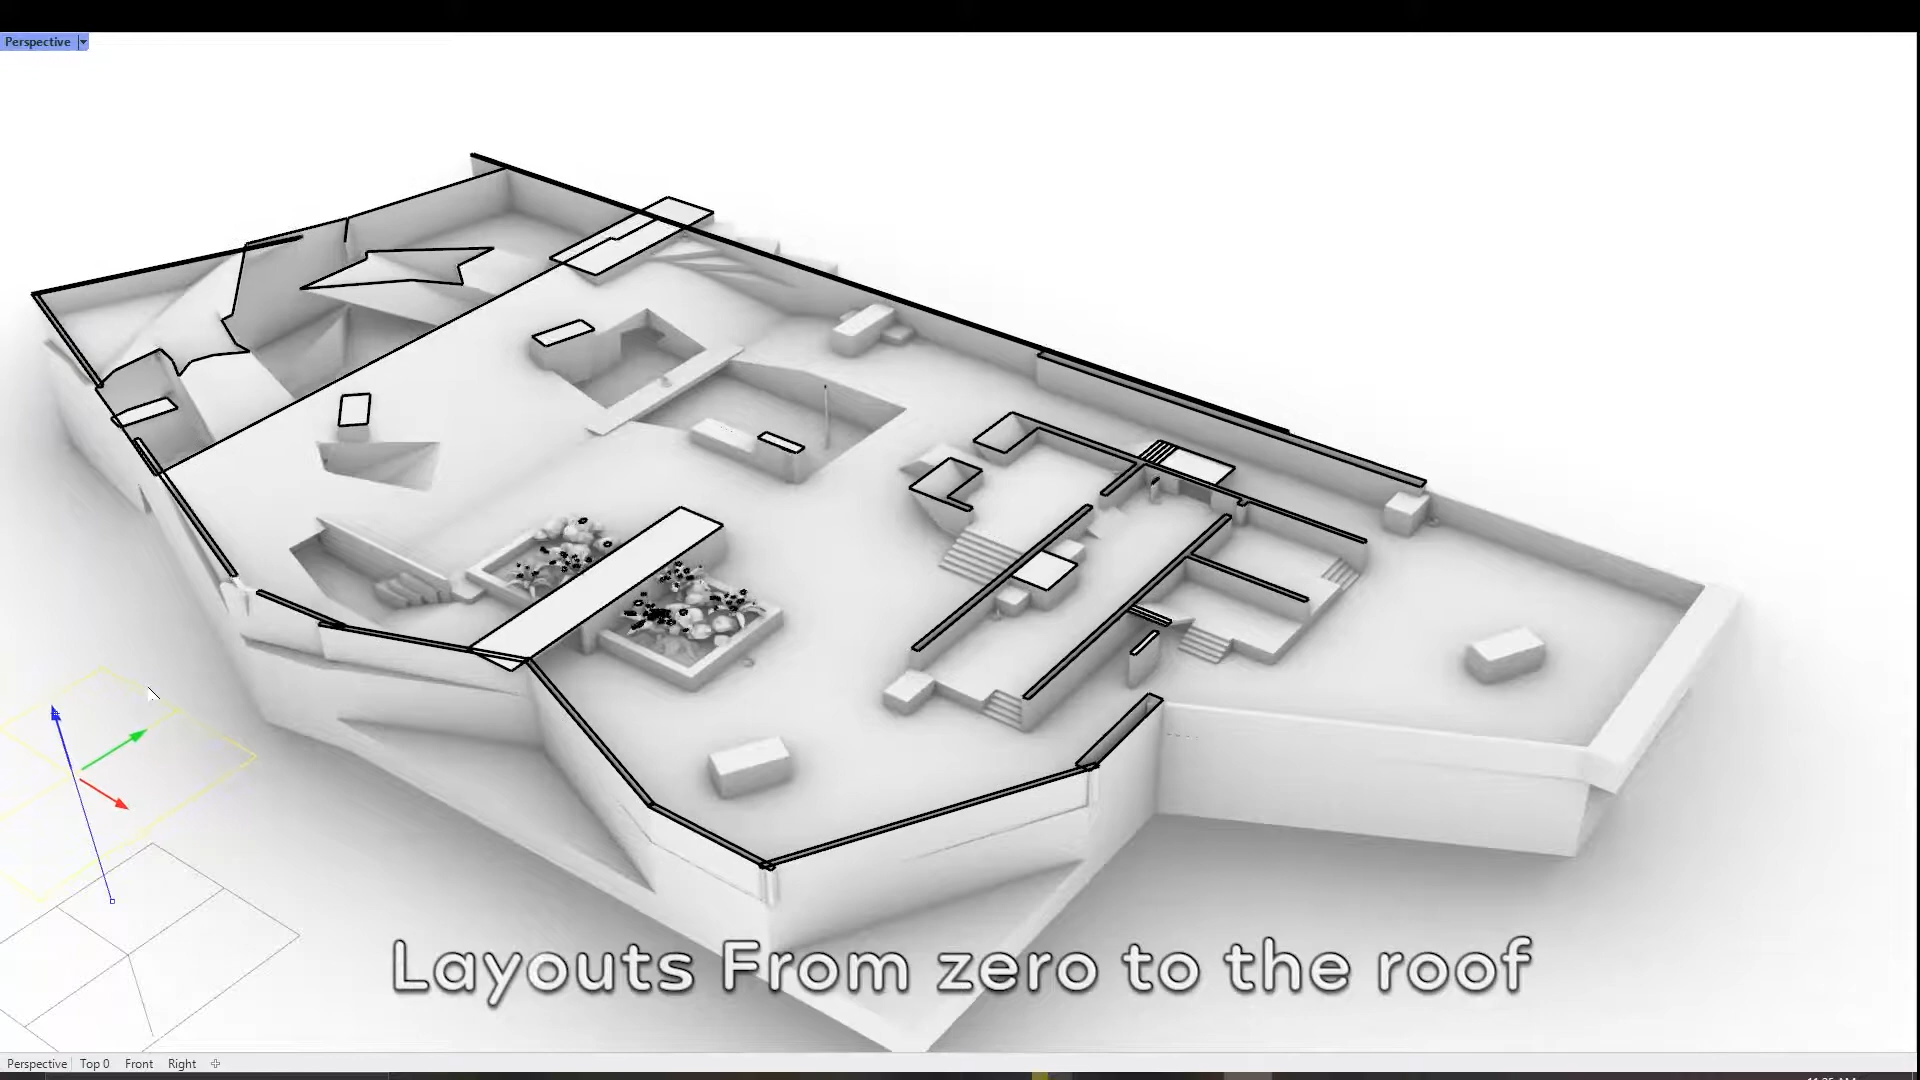 Perspective
Layouts From zero to the roof
Perspective Top 0 Front Right